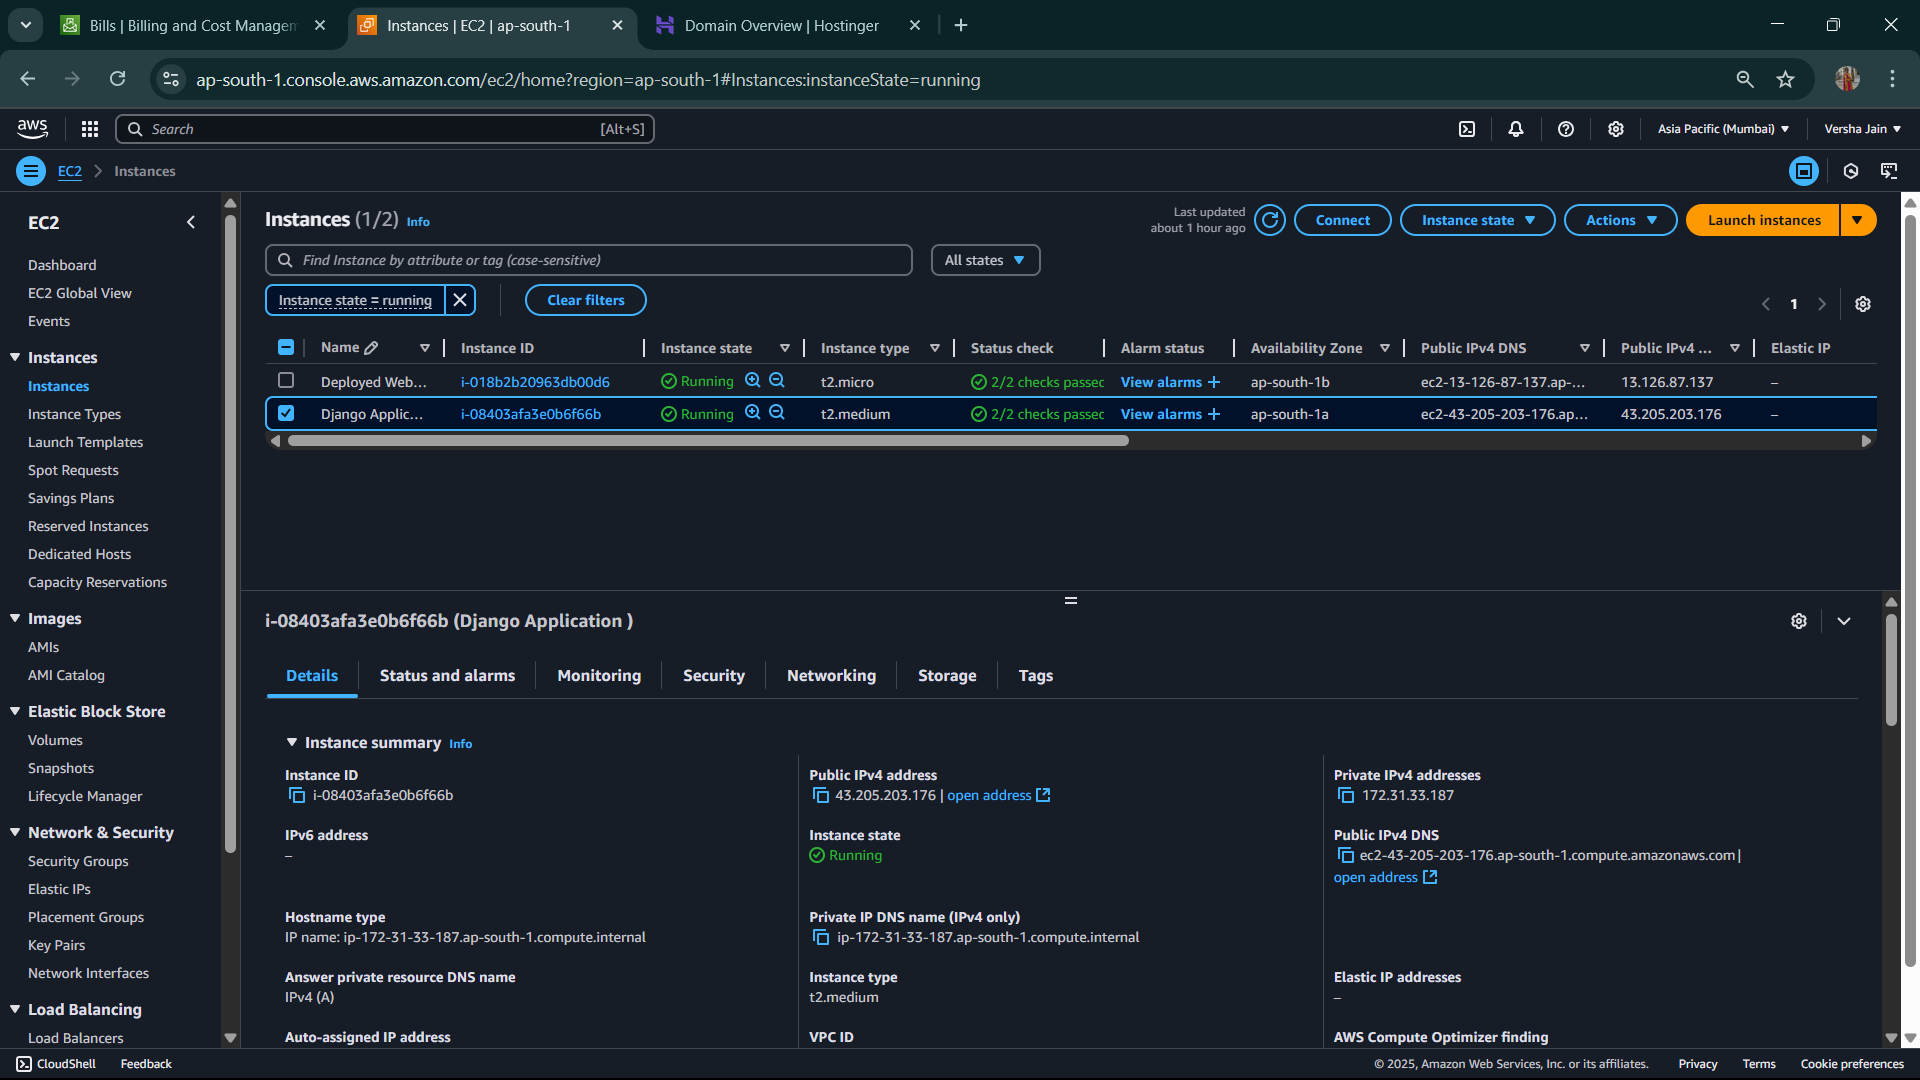 Bills | Billing and Cost Managem
Instances | EC2 | ap-south-1
Domain Overview | Hostinger
ap-south-1.console.aws.amazon.com/ec2/home?region=ap-south-1#Instances:instanceState=running
aws
Search
[Alt+S]
Asia Pacific (Mumbai)
Versha Jain
EC2
Instances
EC2
Dashboard
EC2 Global View
Events
Instances
Instances
Instance Types
Launch Templates
Spot Requests
Savings Plans
Reserved Instances
Dedicated Hosts
Capacity Reservations
Images
AMIs
AMI Catalog
Elastic Block Store
Volumes
Snapshots
Lifecycle Manager
Network & Security
Security Groups
Elastic IPs
Placement Groups
Key Pairs
Network Interfaces
Load Balancing
Load Balancers
Instances (1/2) Info
Last updated
about 1 hour ago
Connect
Instance state
Actions
Launch instances
Find Instance by attribute or tag (case-sensitive)
All states
Instance state = running
Clear filters
1
Name Instance ID Instance state Instance type Status check Alarm status Availability Zone Public IPv4 DNS Public IPv4 ... Elastic IP
Deployed Web... i-018b2b20963db00d6 Running t2.micro 2/2 checks passec View alarms + ap-south-1b ec2-13-126-87-137.ap-... 13.126.87.137 –
Django Applic... i-08403afa3e0b6f66b Running t2.medium 2/2 checks passec View alarms + ap-south-1a ec2-43-205-203-176.ap... 43.205.203.176 –
i-08403afa3e0b6f66b (Django Application )
Details
Status and alarms
Monitoring
Security
Networking
Storage
Tags
Instance summary Info
Instance ID
i-08403afa3e0b6f66b
Public IPv4 address
43.205.203.176 | open address
Private IPv4 addresses
172.31.33.187
IPv6 address
–
Instance state
Running
Public IPv4 DNS
ec2-43-205-203-176.ap-south-1.compute.amazonaws.com |
open address
Hostname type
IP name: ip-172-31-33-187.ap-south-1.compute.internal
Private IP DNS name (IPv4 only)
ip-172-31-33-187.ap-south-1.compute.internal
Answer private resource DNS name
IPv4 (A)
Instance type
t2.medium
Elastic IP addresses
–
Auto-assigned IP address
VPC ID
AWS Compute Optimizer finding
CloudShell
Feedback
© 2025, Amazon Web Services, Inc. or its affiliates.
Privacy
Terms
Cookie preferences